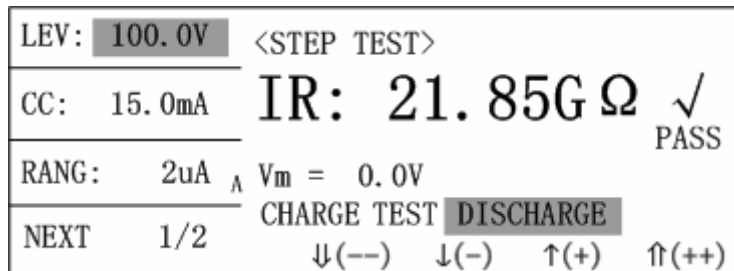 LEV: 100.0V
CC: 15.0mA
RANG: 2uA ∧
NEXT 1/2
<STEP TEST>
IR: 21.85GΩ √
PASS
Vm = 0.0V
CHARGE TEST DISCHARGE
⇓(--) ↓(-) ↑(+) ⇑(++)